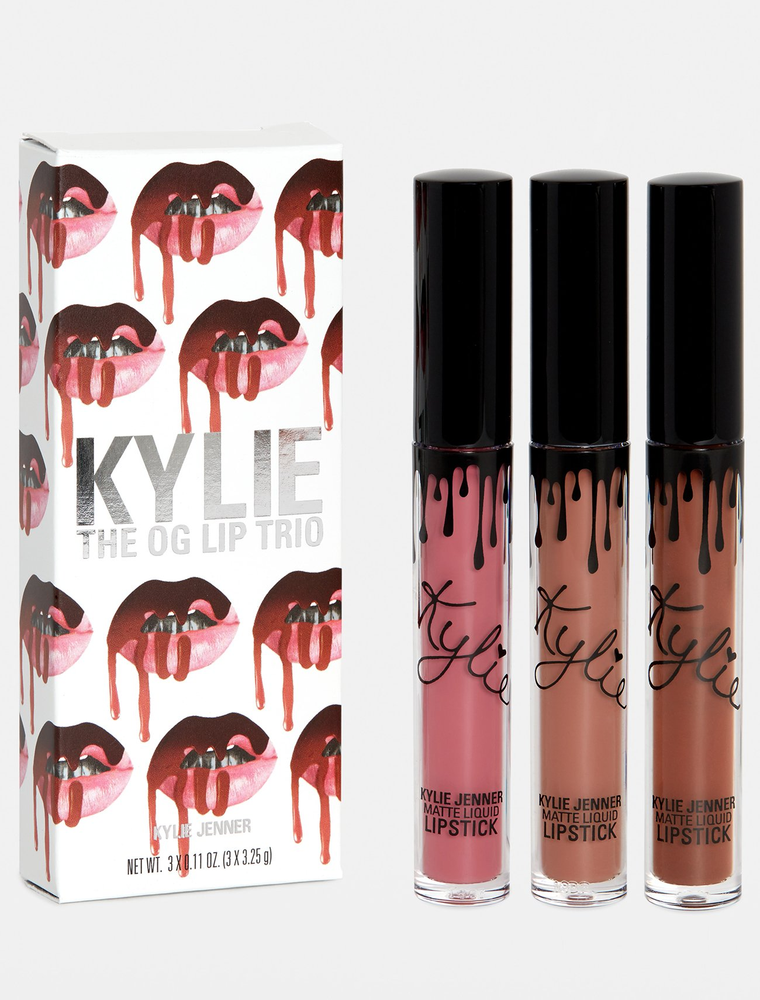 KYLIE
THE OG LIP TRIO
KYLIE JENNER
NET WT. 3 X 0.11 OZ. (3 X 3.25 g)
Kylie
KYLIE JENNER
MATTE LIQUID
LIPSTICK
Kylie
KYLIE JENNER
MATTE LIQUID
LIPSTICK
Kylie
KYLIE JENNER
MATTE LIQUID
LIPSTICK